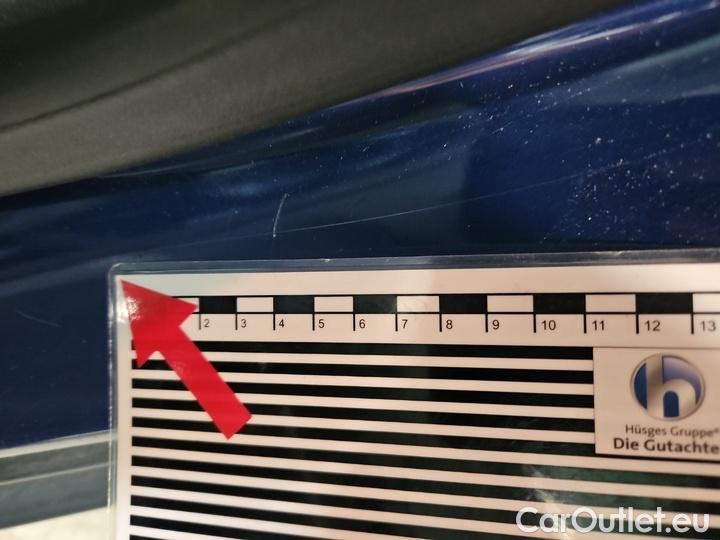 2 3 4 5 6 7 8 9 10 11 12 13
h
Hüsges Gruppe®
Die Gutachte
CarOutlet.eu